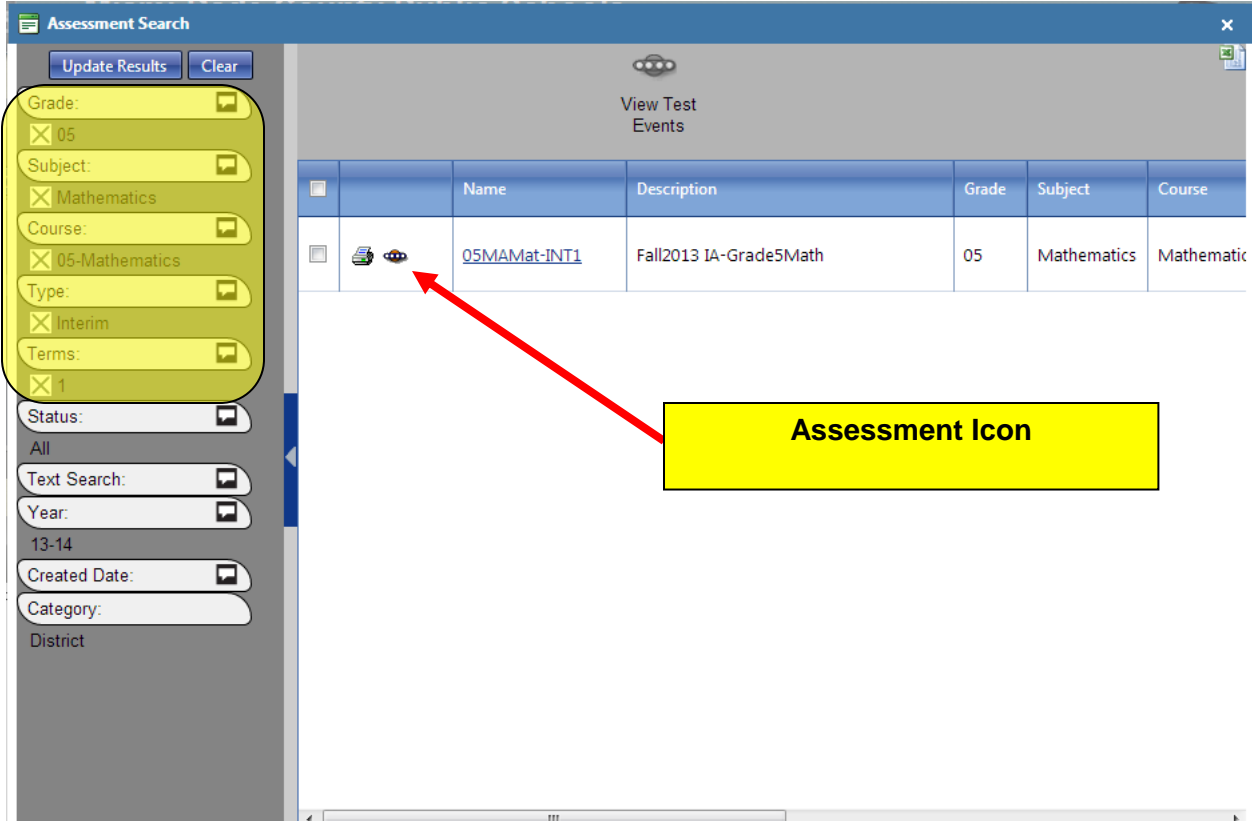 Assessment Search
Update Results Clear
Grade:
05
Subject:
Mathematics
Course:
05-Mathematics
Type:
Interim
Terms:
1
Status:
All
Text Search:
Year:
13-14
Created Date:
Category:
District
View Test
Events
Name Description Grade Subject Course
05MAMat-INT1 Fall2013 IA-Grade5Math 05 Mathematics Mathematic
Assessment Icon